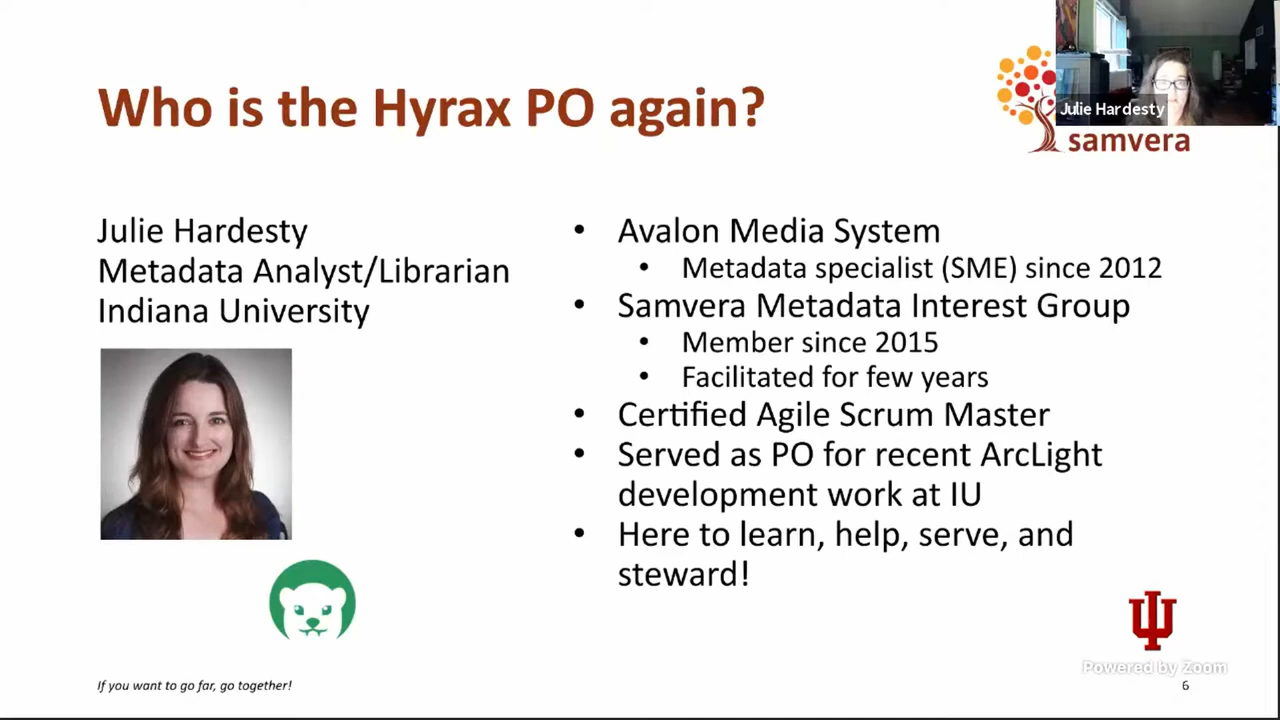 Who is the Hyrax PO again?
Julie Hardesty
samvera
Julie Hardesty
Metadata Analyst/Librarian
Indiana University
• Avalon Media System
• Metadata specialist (SME) since 2012
• Samvera Metadata Interest Group
• Member since 2015
• Facilitated for few years
• Certified Agile Scrum Master
• Served as PO for recent ArcLight
development work at IU
• Here to learn, help, serve, and
steward!
Powered by Zoom
If you want to go far, go together!
6